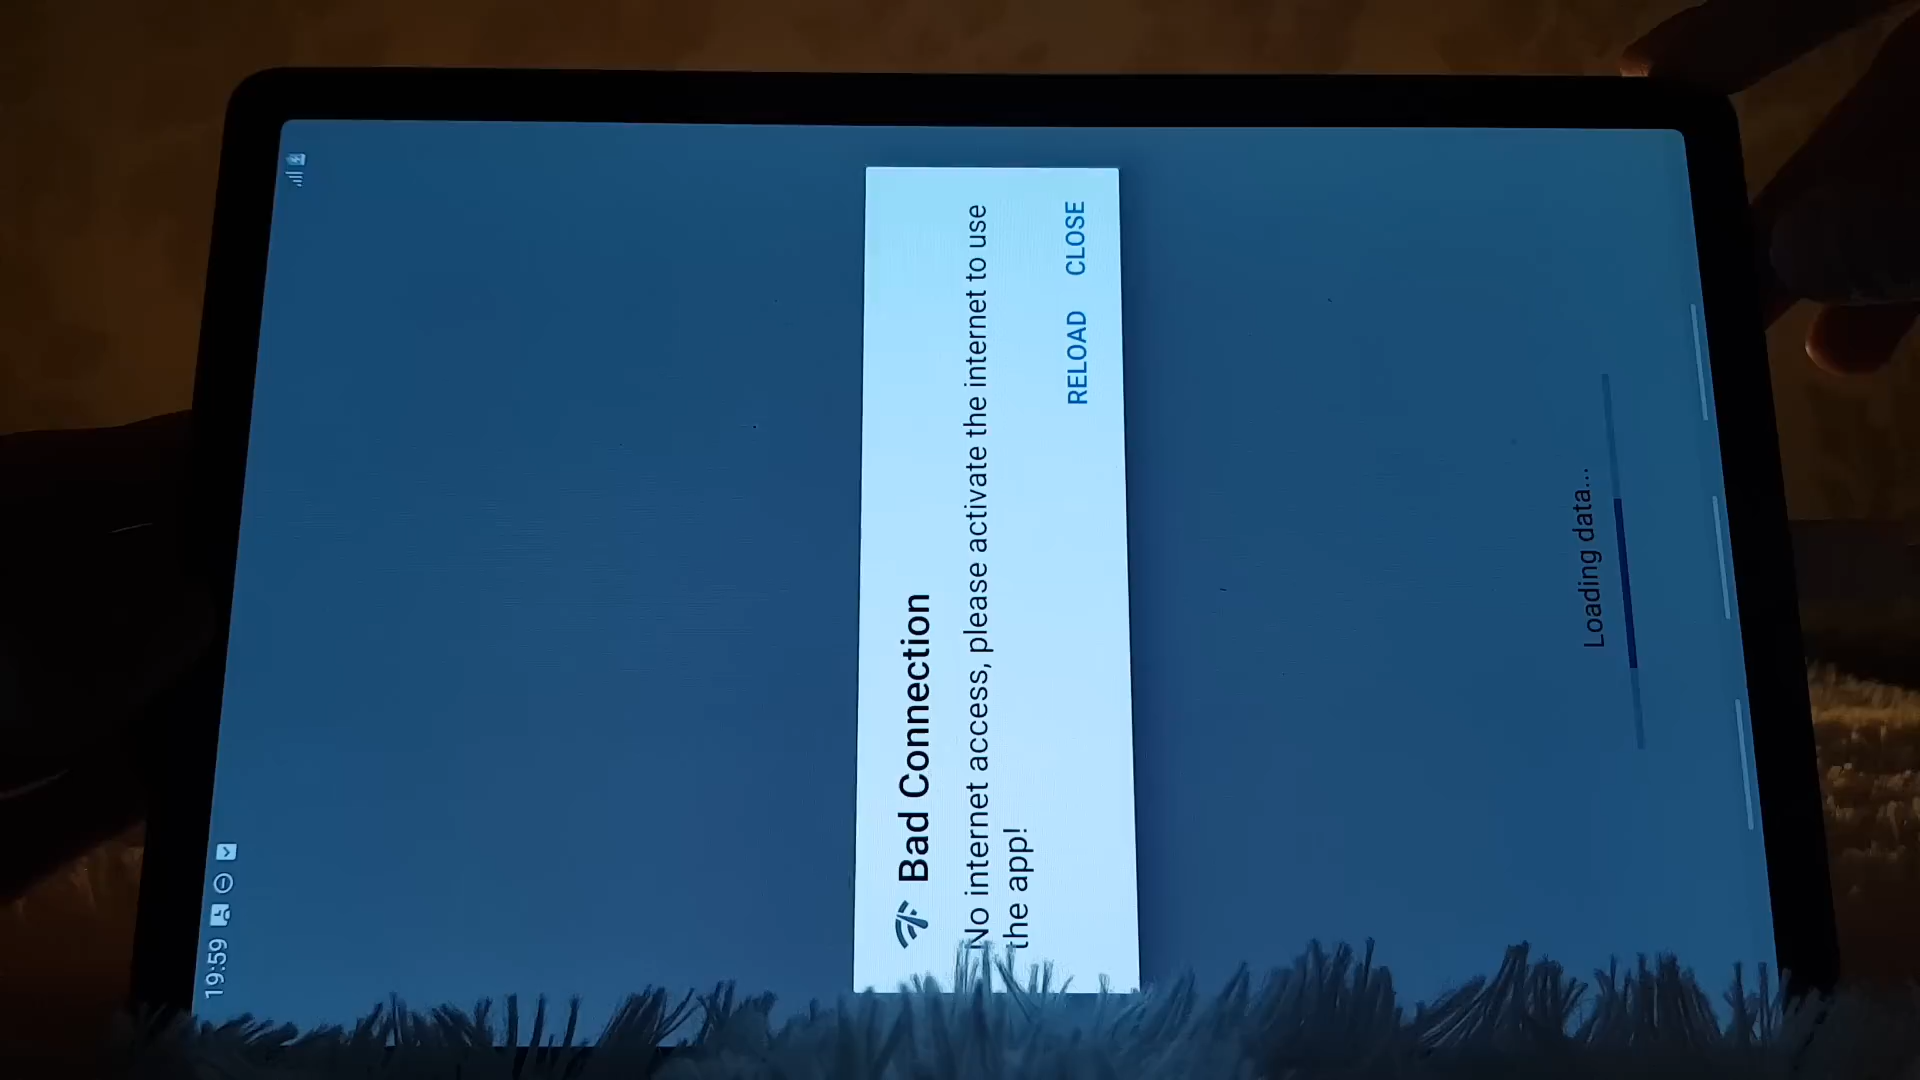 19:59
Bad Connection
No internet access, please activate the internet to use
the app!
RELOAD CLOSE
Loading data...